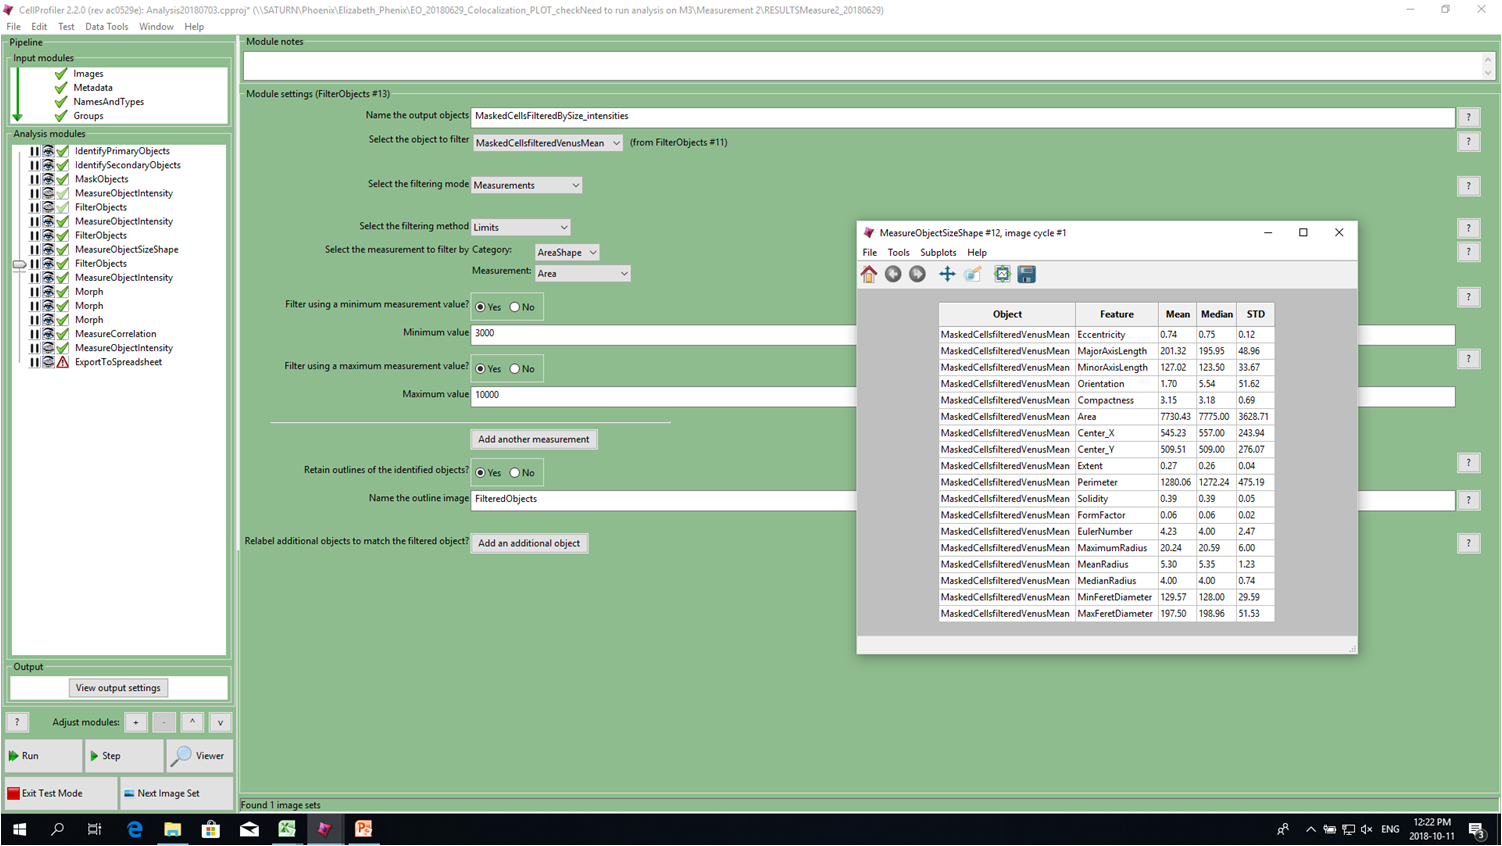 CellProfiler 2.2.0 (rev ac0529e): Analysis20180703.cpproj* (\\SATURN\Phoenix\Elizabeth_Phenix\EO_20180629_Colocalization_PLOT_checkNeed to run analysis on M3\Measurement 2\RESULTSMeasure2_20180629)
File Edit Test Data Tools Window Help
Pipeline
Input modules
Images
Metadata
NamesAndTypes
Groups
Analysis modules
IdentifyPrimaryObjects
IdentifySecondaryObjects
MaskObjects
MeasureObjectIntensity
FilterObjects
MeasureObjectIntensity
FilterObjects
MeasureObjectSizeShape
FilterObjects
MeasureObjectIntensity
Morph
Morph
Morph
MeasureCorrelation
MeasureObjectIntensity
ExportToSpreadsheet
Output
View output settings
? Adjust modules: + - ^ v
Run Step Viewer
Exit Test Mode Next Image Set
Module notes
Module settings (FilterObjects #13)
Name the output objects MaskedCellsFilteredBySize_intensities ?
Select the object to filter MaskedCellsfilteredVenusMean (from FilterObjects #11) ?
Select the filtering mode Measurements ?
Select the filtering method Limits ?
Select the measurement to filter by Category: AreaShape ?
Measurement: Area
Filter using a minimum measurement value? Yes No ?
Minimum value 3000
Filter using a maximum measurement value? Yes No ?
Maximum value 10000
Add another measurement
Retain outlines of the identified objects? Yes No ?
Name the outline image FilteredObjects ?
Relabel additional objects to match the filtered object? Add an additional object ?
Found 1 image sets
MeasureObjectSizeShape #12, image cycle #1
File Tools Subplots Help
Object Feature Mean Median STD
MaskedCellsfilteredVenusMean Eccentricity 0.74 0.75 0.12
MaskedCellsfilteredVenusMean MajorAxisLength 201.32 195.95 48.96
MaskedCellsfilteredVenusMean MinorAxisLength 127.02 123.50 33.67
MaskedCellsfilteredVenusMean Orientation 1.70 5.54 51.62
MaskedCellsfilteredVenusMean Compactness 3.15 3.18 0.69
MaskedCellsfilteredVenusMean Area 7730.43 7775.00 3628.71
MaskedCellsfilteredVenusMean Center_X 545.23 557.00 243.94
MaskedCellsfilteredVenusMean Center_Y 509.51 509.00 276.07
MaskedCellsfilteredVenusMean Extent 0.27 0.26 0.04
MaskedCellsfilteredVenusMean Perimeter 1280.06 1272.24 475.19
MaskedCellsfilteredVenusMean Solidity 0.39 0.39 0.05
MaskedCellsfilteredVenusMean FormFactor 0.06 0.06 0.02
MaskedCellsfilteredVenusMean EulerNumber 4.23 4.00 2.47
MaskedCellsfilteredVenusMean MaximumRadius 20.24 20.59 6.00
MaskedCellsfilteredVenusMean MeanRadius 5.30 5.35 1.23
MaskedCellsfilteredVenusMean MedianRadius 4.00 4.00 0.74
MaskedCellsfilteredVenusMean MinFeretDiameter 129.57 128.00 29.59
MaskedCellsfilteredVenusMean MaxFeretDiameter 197.50 198.96 51.53
ENG 12:22 PM
2018-10-11
3